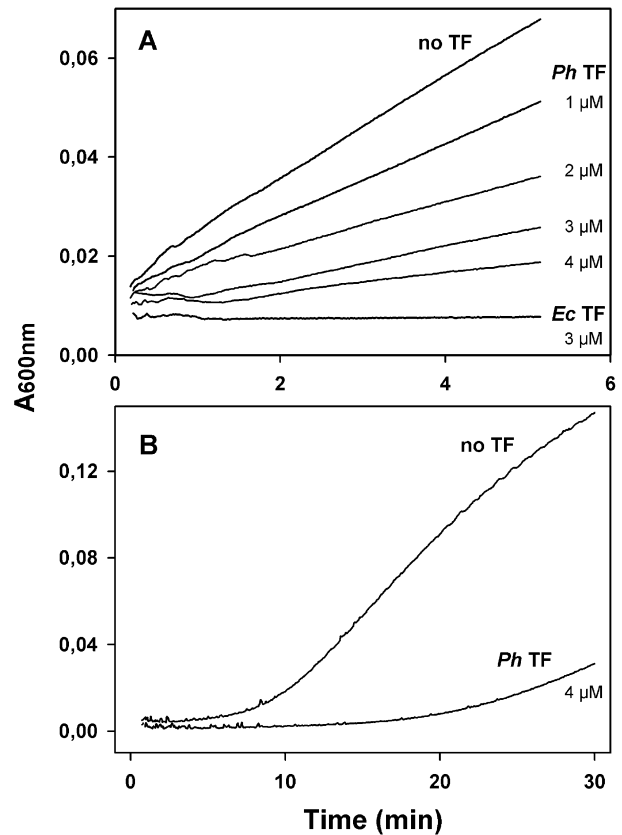 A
no TF
Ph TF
1 µM
2 µM
3 µM
4 µM
Ec TF
3 µM
0,06
0,04
0,02
0,00
0 2 4 6
A600nm
B
no TF
Ph TF
4 µM
0,12
0,08
0,04
0,00
0 10 20 30
Time (min)